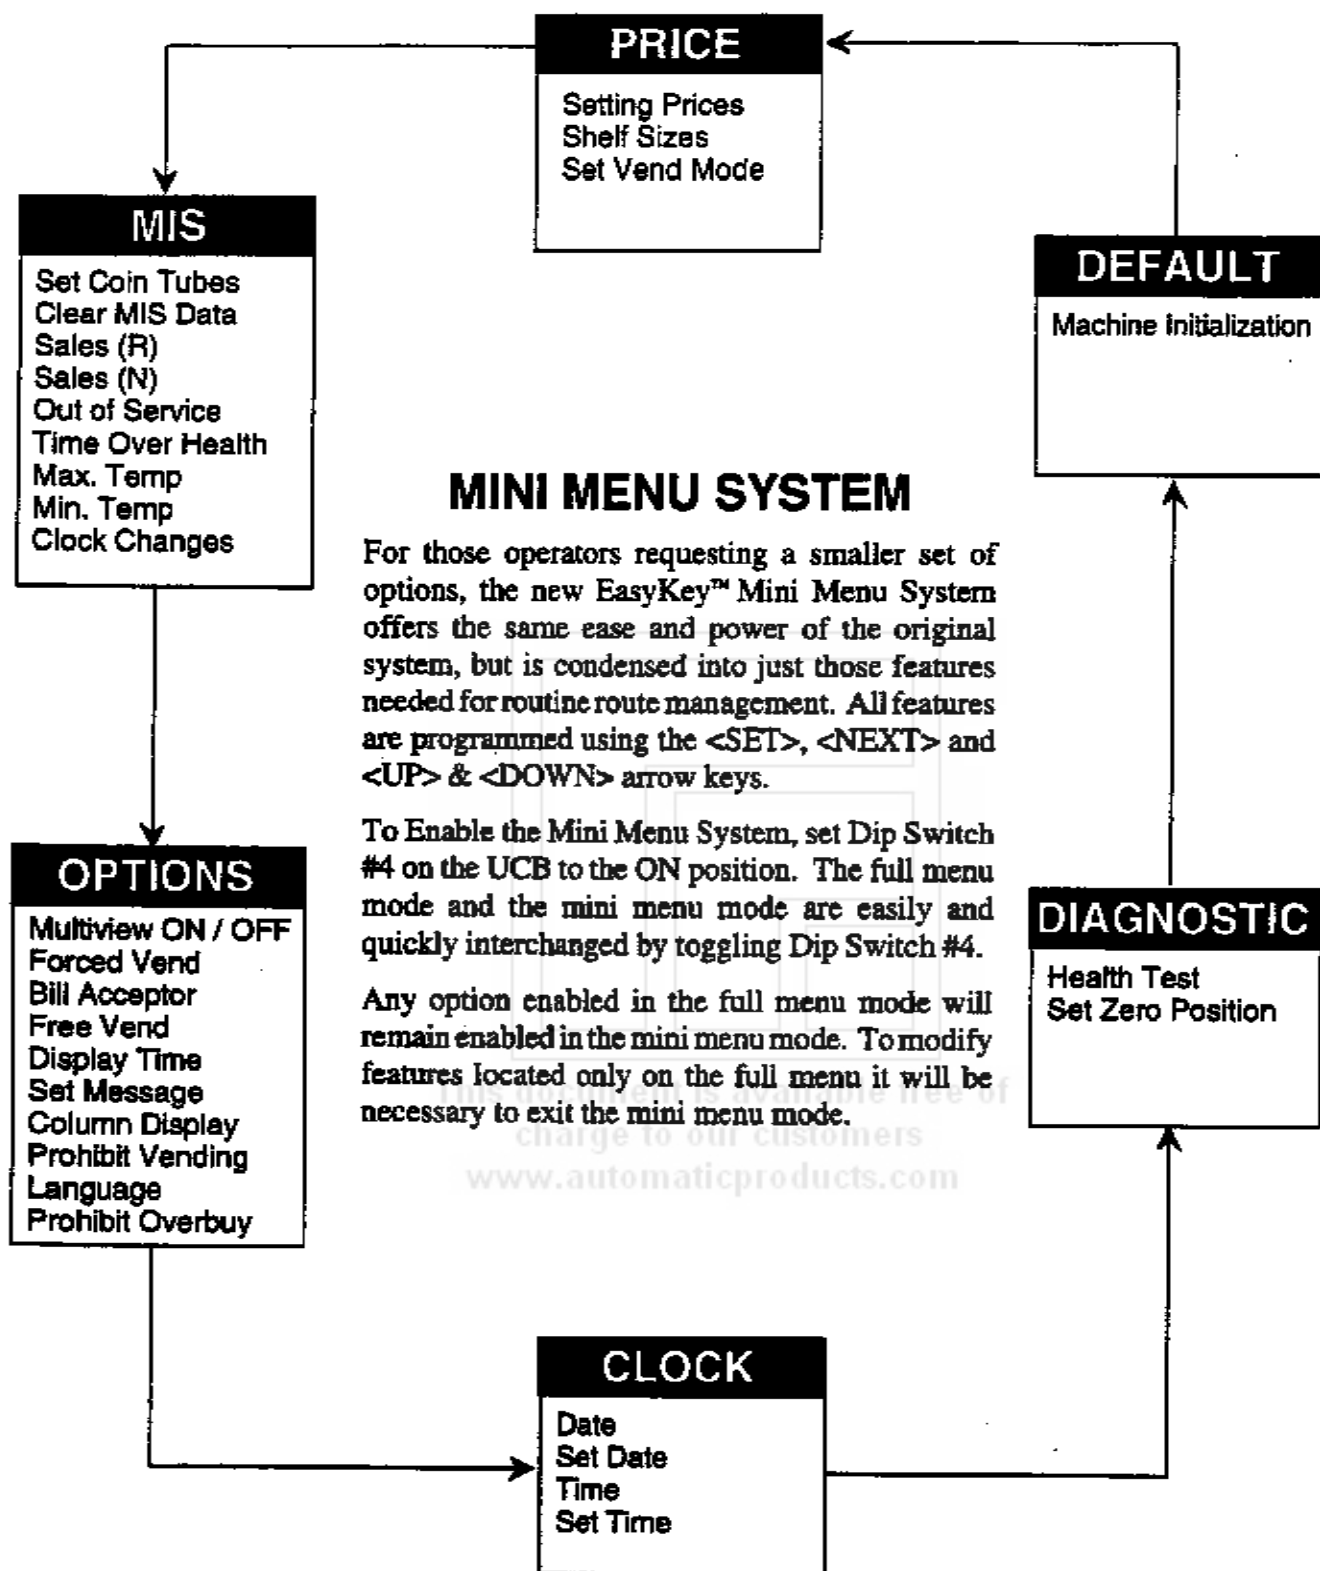 PRICE
Setting Prices
Shelf Sizes
Set Vend Mode
MIS
Set Coin Tubes
Clear MIS Data
Sales (R)
Sales (N)
Out of Service
Time Over Health
Max. Temp
Min. Temp
Clock Changes
OPTIONS
Multiview ON / OFF
Forced Vend
Bill Acceptor
Free Vend
Display Time
Set Message
Column Display
Prohibit Vending
Language
Prohibit Overbuy
CLOCK
Date
Set Date
Time
Set Time
DIAGNOSTIC
Health Test
Set Zero Position
DEFAULT
Machine Initialization
MINI MENU SYSTEM
For those operators requesting a smaller set of
options, the new EasyKey™ Mini Menu System
offers the same ease and power of the original
system, but is condensed into just those features
needed for routine route management. All features
are programmed using the <SET>, <NEXT> and
<UP> & <DOWN> arrow keys.
To Enable the Mini Menu System, set Dip Switch
#4 on the UCB to the ON position. The full menu
mode and the mini menu mode are easily and
quickly interchanged by toggling Dip Switch #4.
Any option enabled in the full menu mode will
remain enabled in the mini menu mode. To modify
features located only on the full menu it will be
necessary to exit the mini menu mode.
This document is available free of
charge to our customers
www.automaticproducts.com